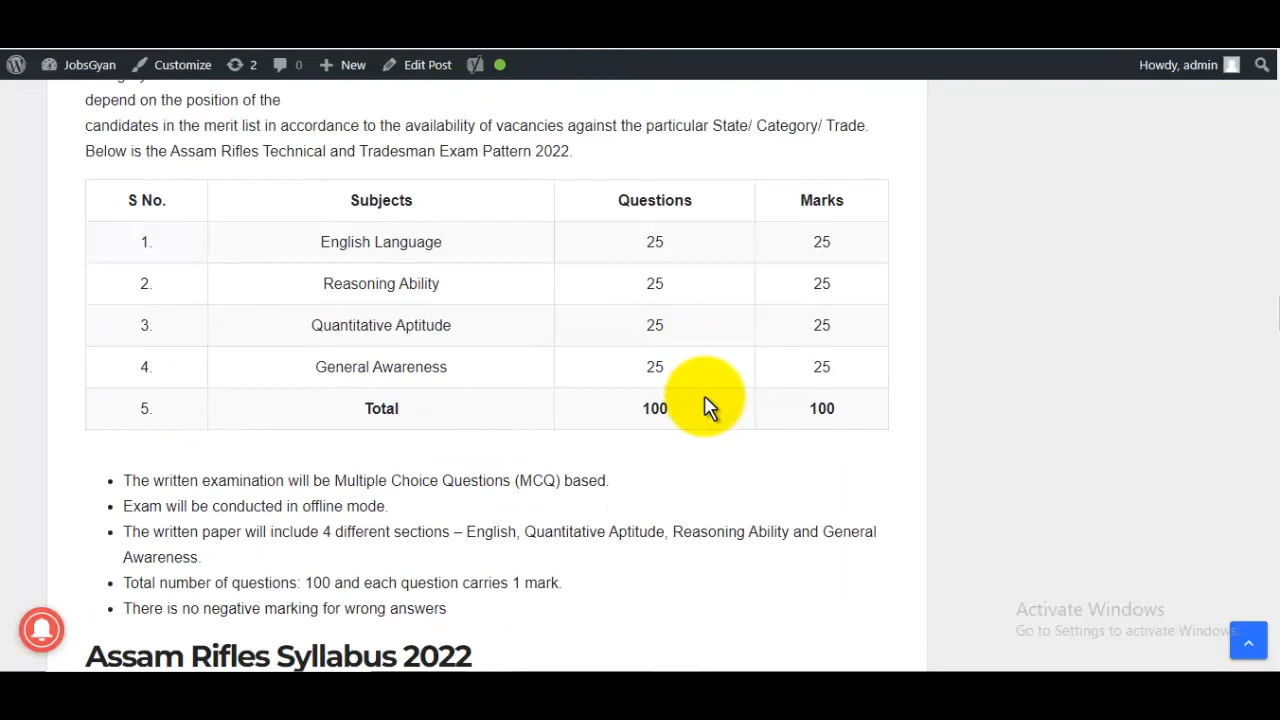 JobsGyan Customize 2 0 New Edit Post Howdy, admin
depend on the position of the
candidates in the merit list in accordance to the availability of vacancies against the particular State/ Category/ Trade.
Below is the Assam Rifles Technical and Tradesman Exam Pattern 2022.
S No. Subjects Questions Marks
1. English Language 25 25
2. Reasoning Ability 25 25
3. Quantitative Aptitude 25 25
4. General Awareness 25 25
5. Total 100 100
• The written examination will be Multiple Choice Questions (MCQ) based.
• Exam will be conducted in offline mode.
• The written paper will include 4 different sections – English, Quantitative Aptitude, Reasoning Ability and General
Awareness.
• Total number of questions: 100 and each question carries 1 mark.
• There is no negative marking for wrong answers
Activate Windows
Go to Settings to activate Windows.
Assam Rifles Syllabus 2022